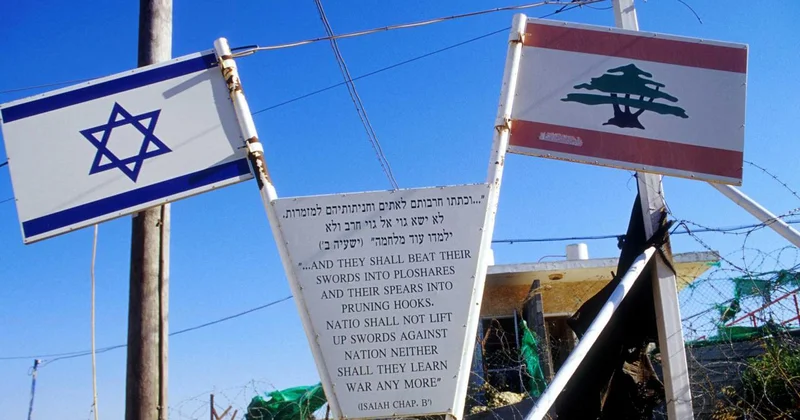 "...וכתתו חרבותם לאתים וחניתותיהם למזמרות.
לא ישא גוי אל גוי חרב ולא
ילמדו עוד מלחמה" (ישעיה ב')
"...AND THEY SHALL BEAT THEIR
SWORDS INTO PLOSHARES
AND THEIR SPEARS INTO
PRUNING HOOKS.
NATIO SHALL NOT LIFT
UP SWORDS AGAINST
NATION NEITHER
SHALL THEY LEARN
WAR ANY MORE"
(ISAIAH CHAP. B')